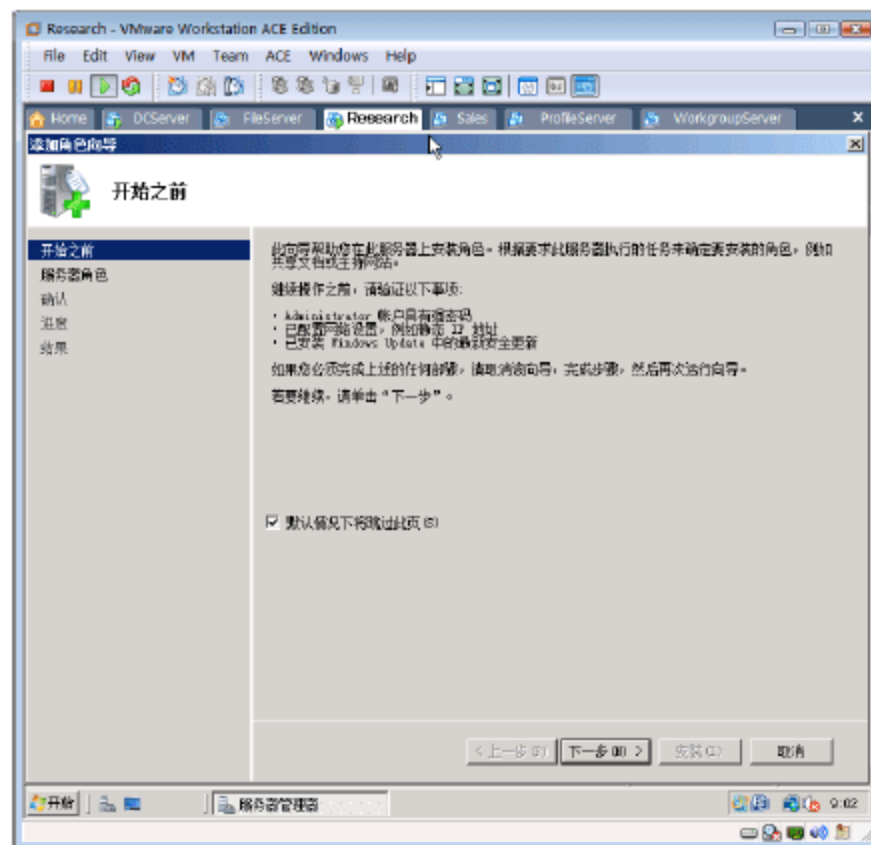 Research - VMware Workstation ACE Edition
File Edit View VM Team ACE Windows Help
Home DCServer FileServer Research Sales ProfileServer WorkgroupServer
添加角色向导
开始之前
开始之前
服务器角色
确认
进度
结果
此向导帮助您在此服务器上安装角色。根据要求此服务器执行的任务来确定要安装的角色，例如
共享文档或主持网站。
继续操作之前，请验证以下事项:
· Administrator 帐户具有强密码
· 已配置网络设置，例如静态 IP 地址
· 已安装 Windows Update 中的最新安全更新
如果您必须完成上述的任何步骤，请取消该向导，完成步骤，然后再次运行向导。
若要继续，请单击“下一步”。
默认情况下将跳过此页(S)
<上一步(P) 下一步(N) > 安装(I) 取消
开始 服务器管理器 9:02